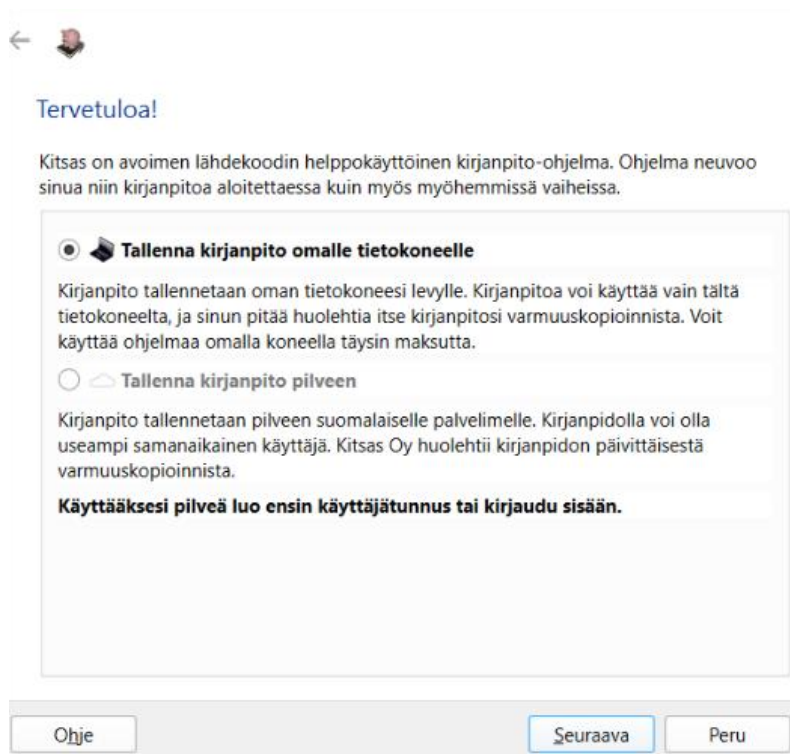 Tervetuloa!
Kitsas on avoimen lähdekoodin helppokäyttöinen kirjanpito-ohjelma. Ohjelma neuvoo
sinua niin kirjanpitoa aloitettaessa kuin myös myöhemmissä vaiheissa.
Tallenna kirjanpito omalle tietokoneelle
Kirjanpito tallennetaan oman tietokoneesi levylle. Kirjanpitoa voi käyttää vain tältä
tietokoneelta, ja sinun pitää huolehtia itse kirjanpitosi varmuuskopioinnista. Voit
käyttää ohjelmaa omalla koneella täysin maksutta.
Tallenna kirjanpito pilveen
Kirjanpito tallennetaan pilveen suomalaiselle palvelimelle. Kirjanpidolla voi olla
useampi samanaikainen käyttäjä. Kitsas Oy huolehtii kirjanpidon päivittäisestä
varmuuskopioinnista.
Käyttääksesi pilveä luo ensin käyttäjätunnus tai kirjaudu sisään.
Ohje Seuraava Peru